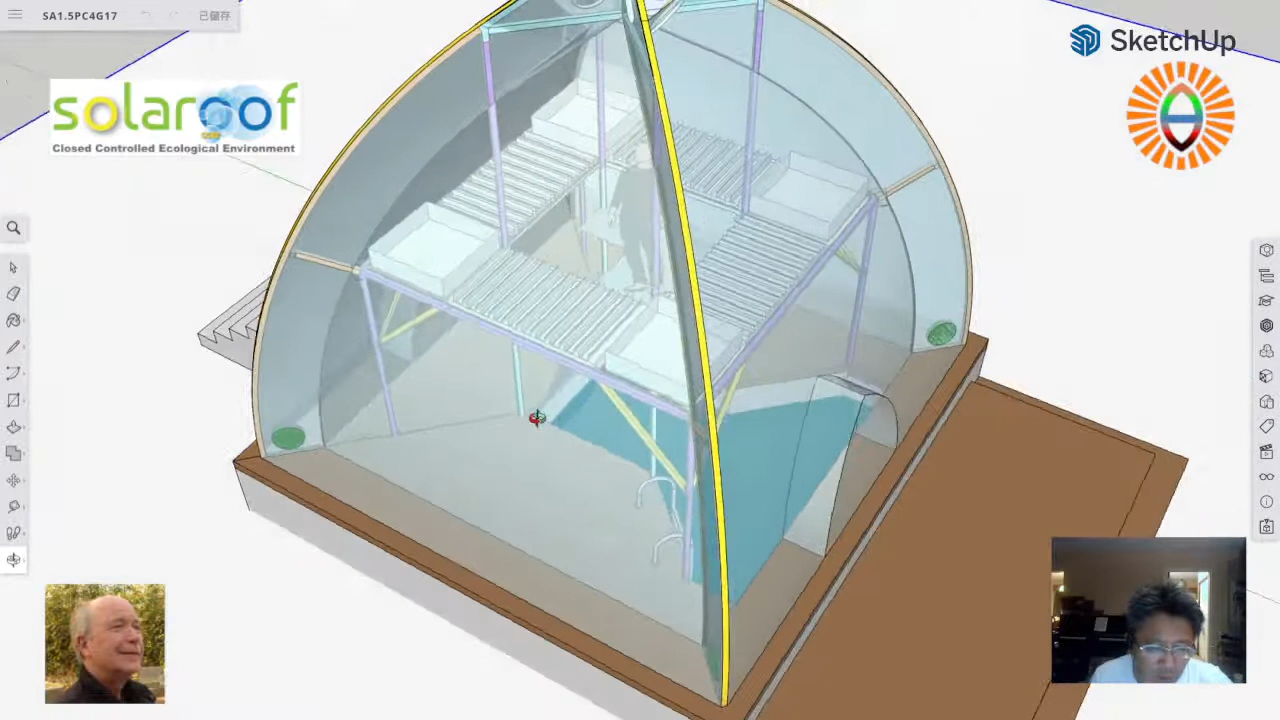 SA1.5PC4G17
已儲存
SketchUp
solaroof
Closed Controlled Ecological Environment